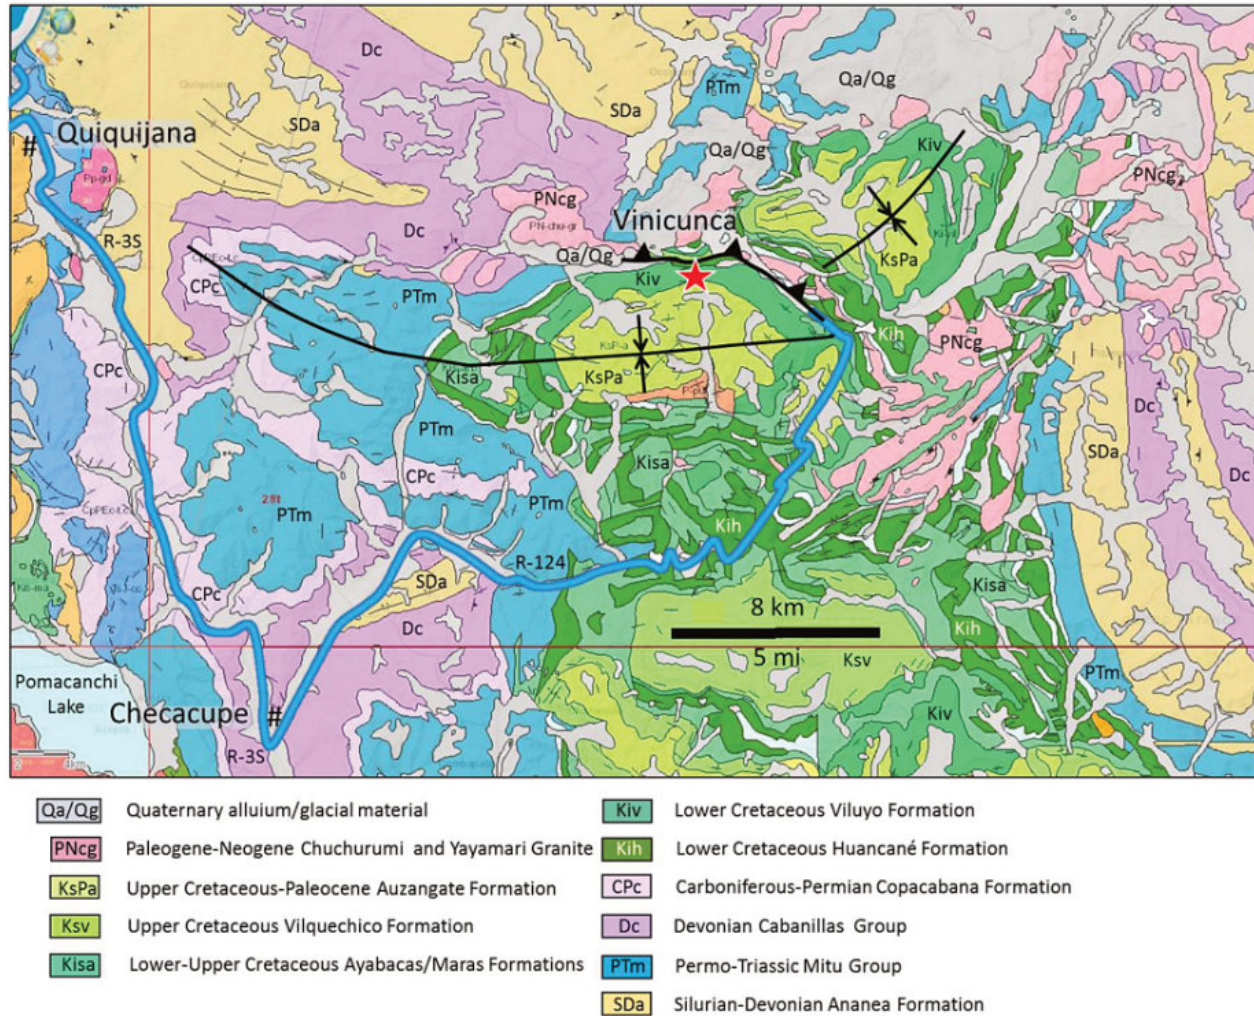 Dc
Qa/Qg
PTm
SDa
Kiv
Quiquijana
SDa
Qa/Qg
#
PNcg
PNcg
Vinicunca
R-3S
Dc
KsPa
Qa/Qg
CPc
PTm
Kiv
Kih
PNcg
CPc
Kisa
KsPa
Dc
SDa
PTm
Dc
Kisa
CPc
28t
PTm
PTm
Kih
R-124
SDa
CPc
Kisa
8 km
Dc
Kih
5 mi
Ksv
Pomacanchi
Lake
PTm
Checacupe
#
Kiv
R-3S
Qa/Qg Quaternary alluium/glacial material
PNcg Paleogene-Neogene Chuchurumi and Yayamari Granite
KsPa Upper Cretaceous-Paleocene Auzangate Formation
Ksv Upper Cretaceous Vilquechico Formation
Kisa Lower-Upper Cretaceous Ayabacas/Maras Formations
Kiv Lower Cretaceous Viluyo Formation
Kih Lower Cretaceous Huancané Formation
CPc Carboniferous-Permian Copacabana Formation
Dc Devonian Cabanillas Group
PTm Permo-Triassic Mitu Group
SDa Silurian-Devonian Ananea Formation